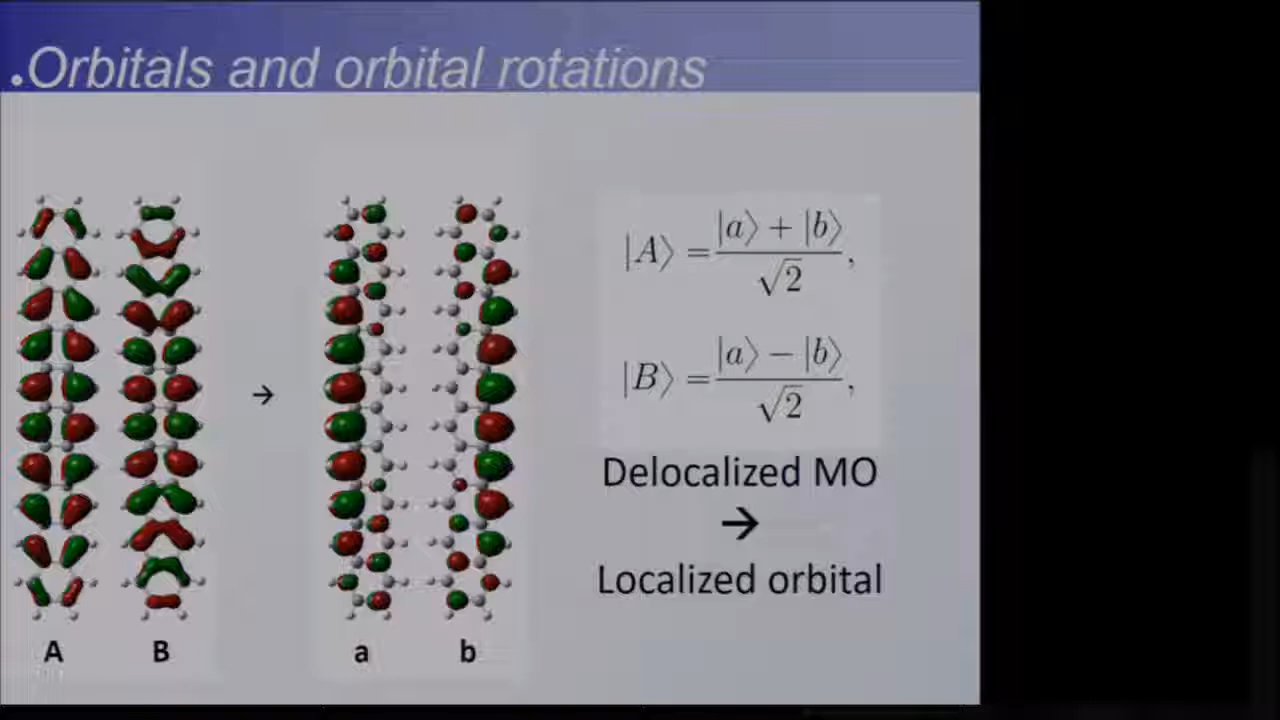 .Orbitals and orbital rotations
A
B
→
a
b
|A⟩ = |a⟩ + |b⟩ / √2,
|B⟩ = |a⟩ − |b⟩ / √2,
Delocalized MO
→
Localized orbital